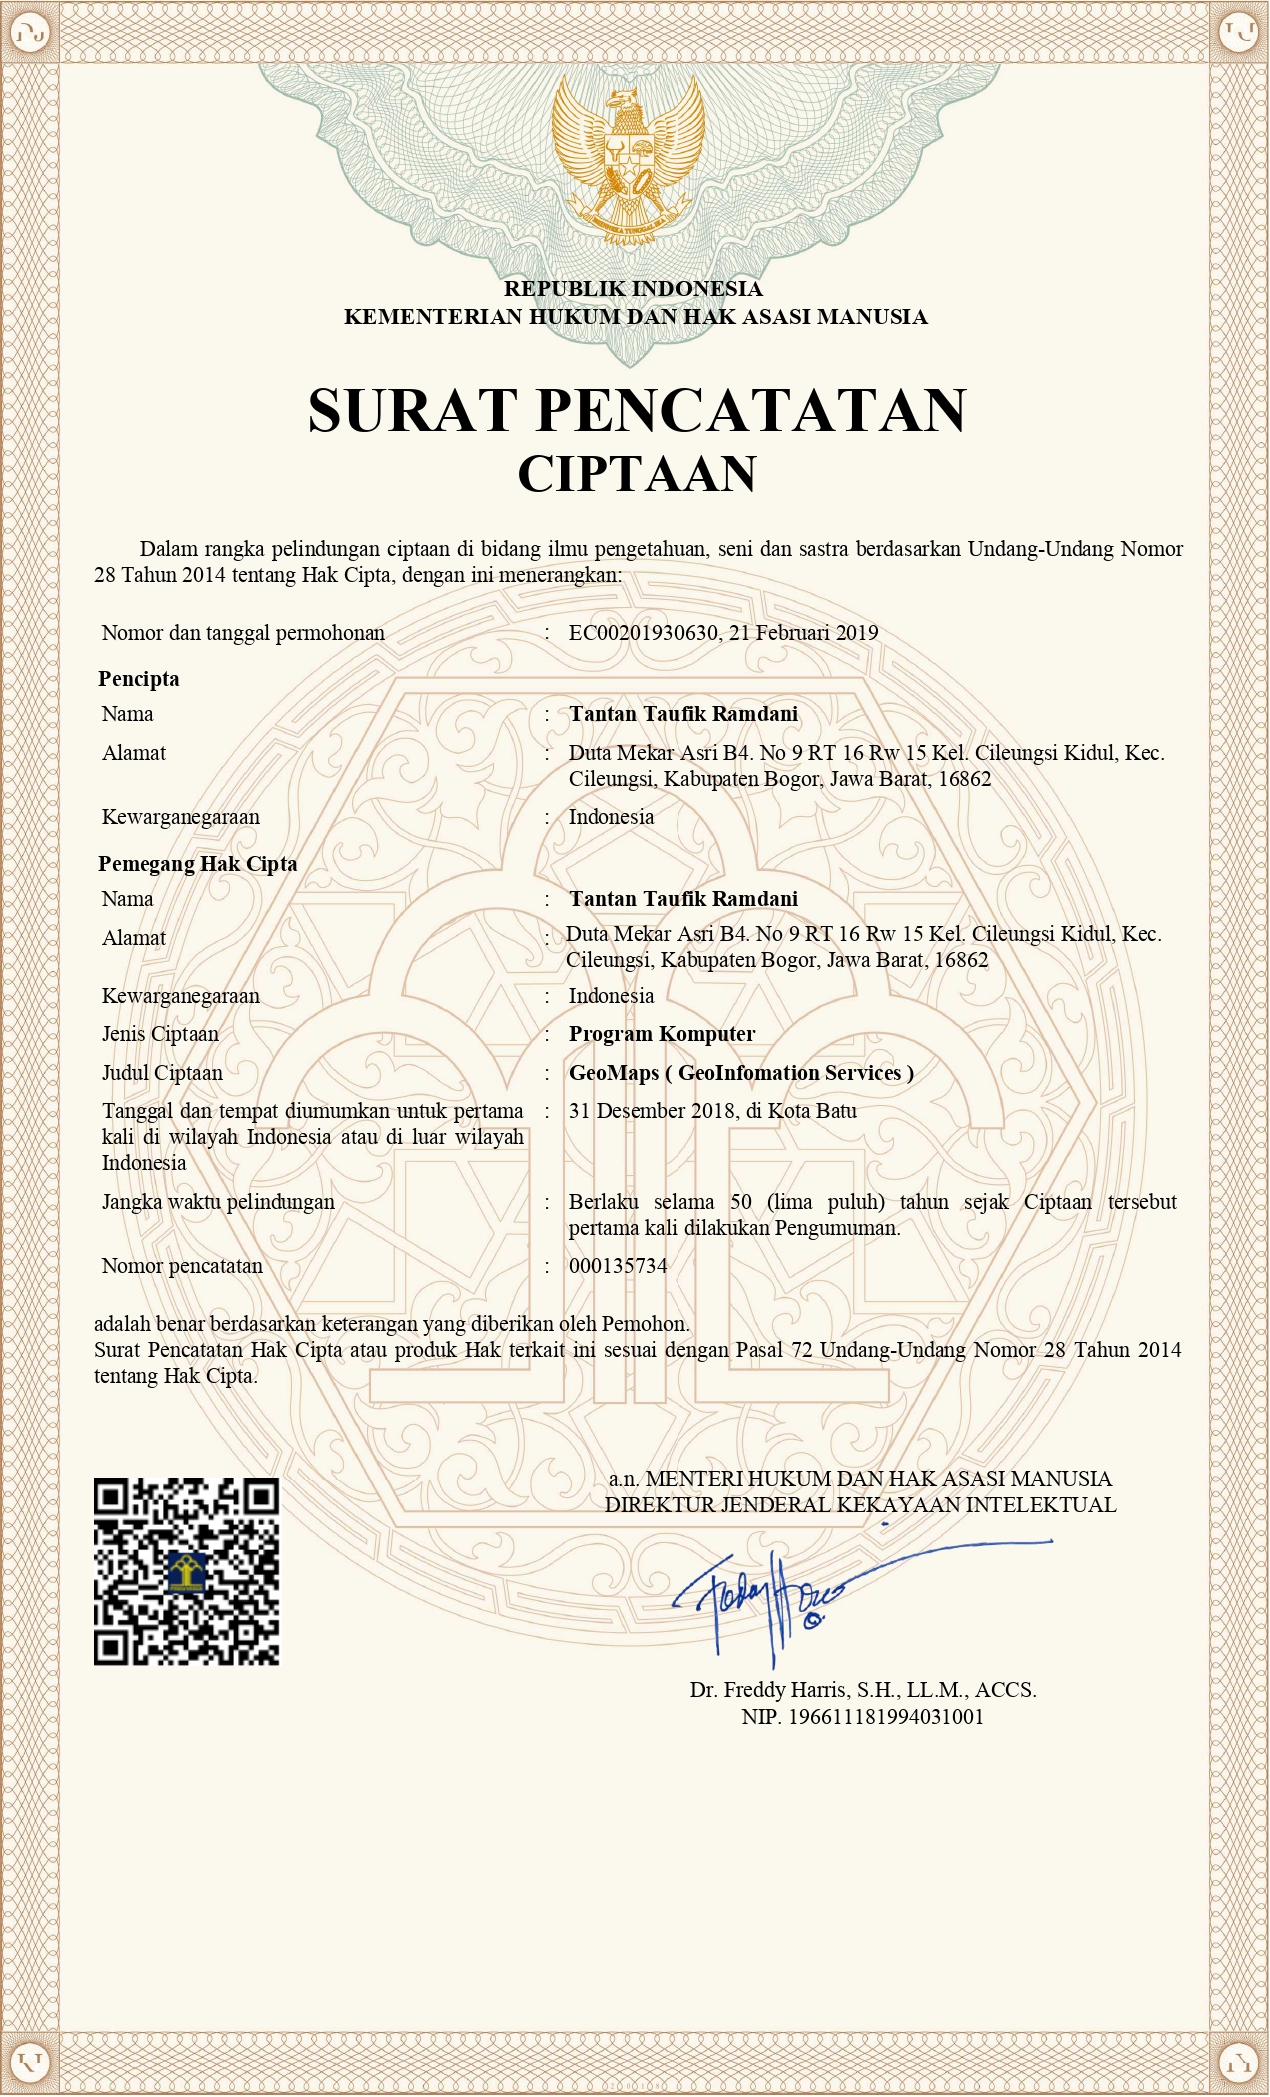 REPUBLIK INDONESIA
KEMENTERIAN HUKUM DAN HAK ASASI MANUSIA
SURAT PENCATATAN
CIPTAAN
Dalam rangka pelindungan ciptaan di bidang ilmu pengetahuan, seni dan sastra berdasarkan Undang-Undang Nomor
28 Tahun 2014 tentang Hak Cipta, dengan ini menerangkan:
Nomor dan tanggal permohonan : EC00201930630, 21 Februari 2019
Pencipta
Nama : Tantan Taufik Ramdani
Alamat : Duta Mekar Asri B4. No 9 RT 16 Rw 15 Kel. Cileungsi Kidul, Kec.
Cileungsi, Kabupaten Bogor, Jawa Barat, 16862
Kewarganegaraan : Indonesia
Pemegang Hak Cipta
Nama : Tantan Taufik Ramdani
Alamat : Duta Mekar Asri B4. No 9 RT 16 Rw 15 Kel. Cileungsi Kidul, Kec.
Cileungsi, Kabupaten Bogor, Jawa Barat, 16862
Kewarganegaraan : Indonesia
Jenis Ciptaan : Program Komputer
Judul Ciptaan : GeoMaps ( GeoInfomation Services )
Tanggal dan tempat diumumkan untuk pertama : 31 Desember 2018, di Kota Batu
kali di wilayah Indonesia atau di luar wilayah
Indonesia
Jangka waktu pelindungan : Berlaku selama 50 (lima puluh) tahun sejak Ciptaan tersebut
pertama kali dilakukan Pengumuman.
Nomor pencatatan : 000135734
adalah benar berdasarkan keterangan yang diberikan oleh Pemohon.
Surat Pencatatan Hak Cipta atau produk Hak terkait ini sesuai dengan Pasal 72 Undang-Undang Nomor 28 Tahun 2014
tentang Hak Cipta.
a.n. MENTERI HUKUM DAN HAK ASASI MANUSIA
DIREKTUR JENDERAL KEKAYAAN INTELEKTUAL
Dr. Freddy Harris, S.H., LL.M., ACCS.
NIP. 196611181994031001